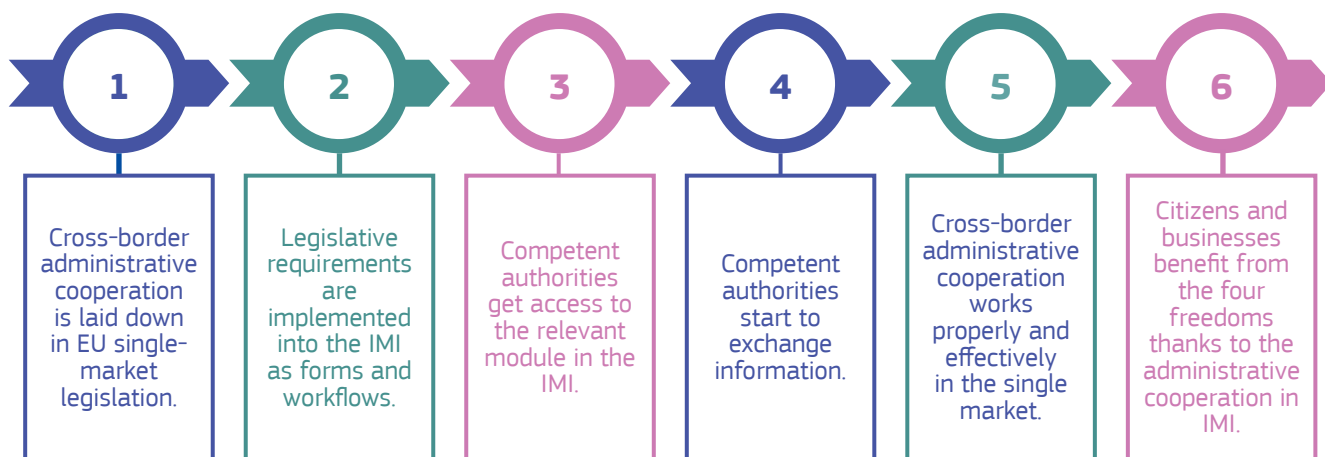 1
2
3
4
5
6
Cross-border
administrative
cooperation
is laid down
in EU single-
market
legislation.
Legislative
requirements
are
implemented
into the IMI
as forms and
workflows.
Competent
authorities
get access to
the relevant
module in the
IMI.
Competent
authorities
start to
exchange
information.
Cross-border
administrative
cooperation
works
properly and
effectively
in the single
market.
Citizens and
businesses
benefit from
the four
freedoms
thanks to the
administrative
cooperation in
IMI.